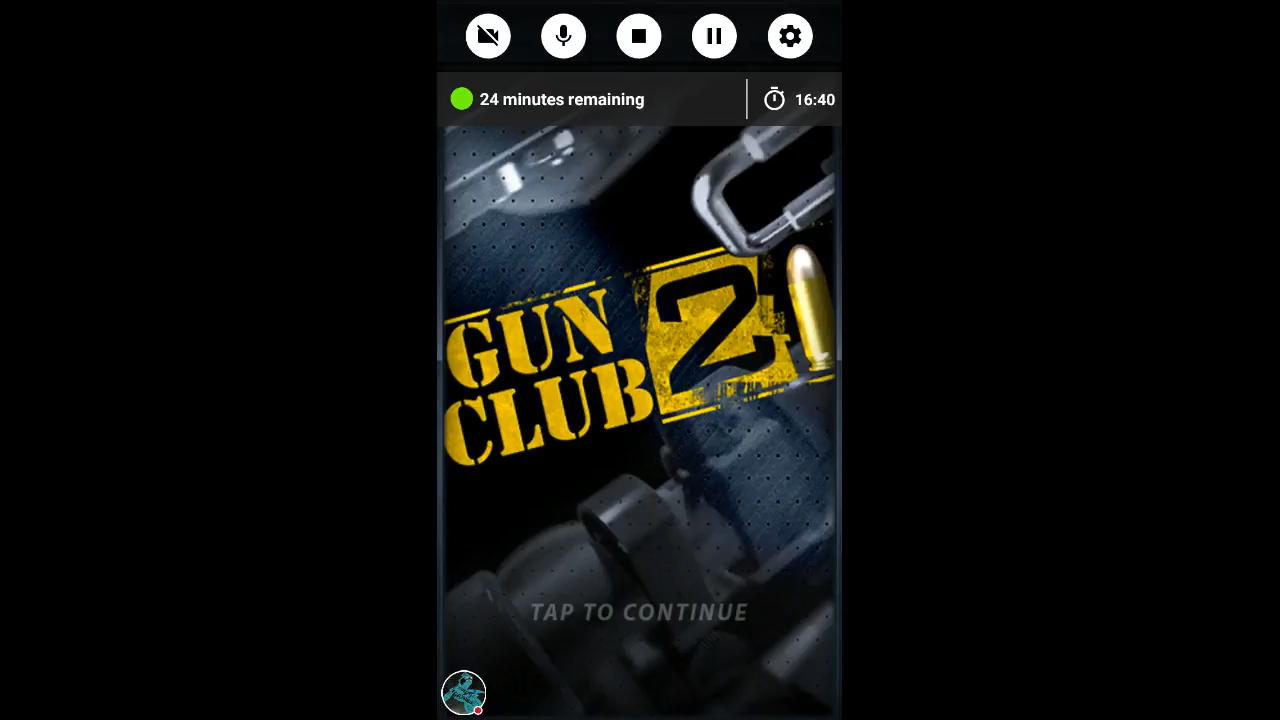 24 minutes remaining
16:40
GUN
CLUB 2
TAP TO CONTINUE